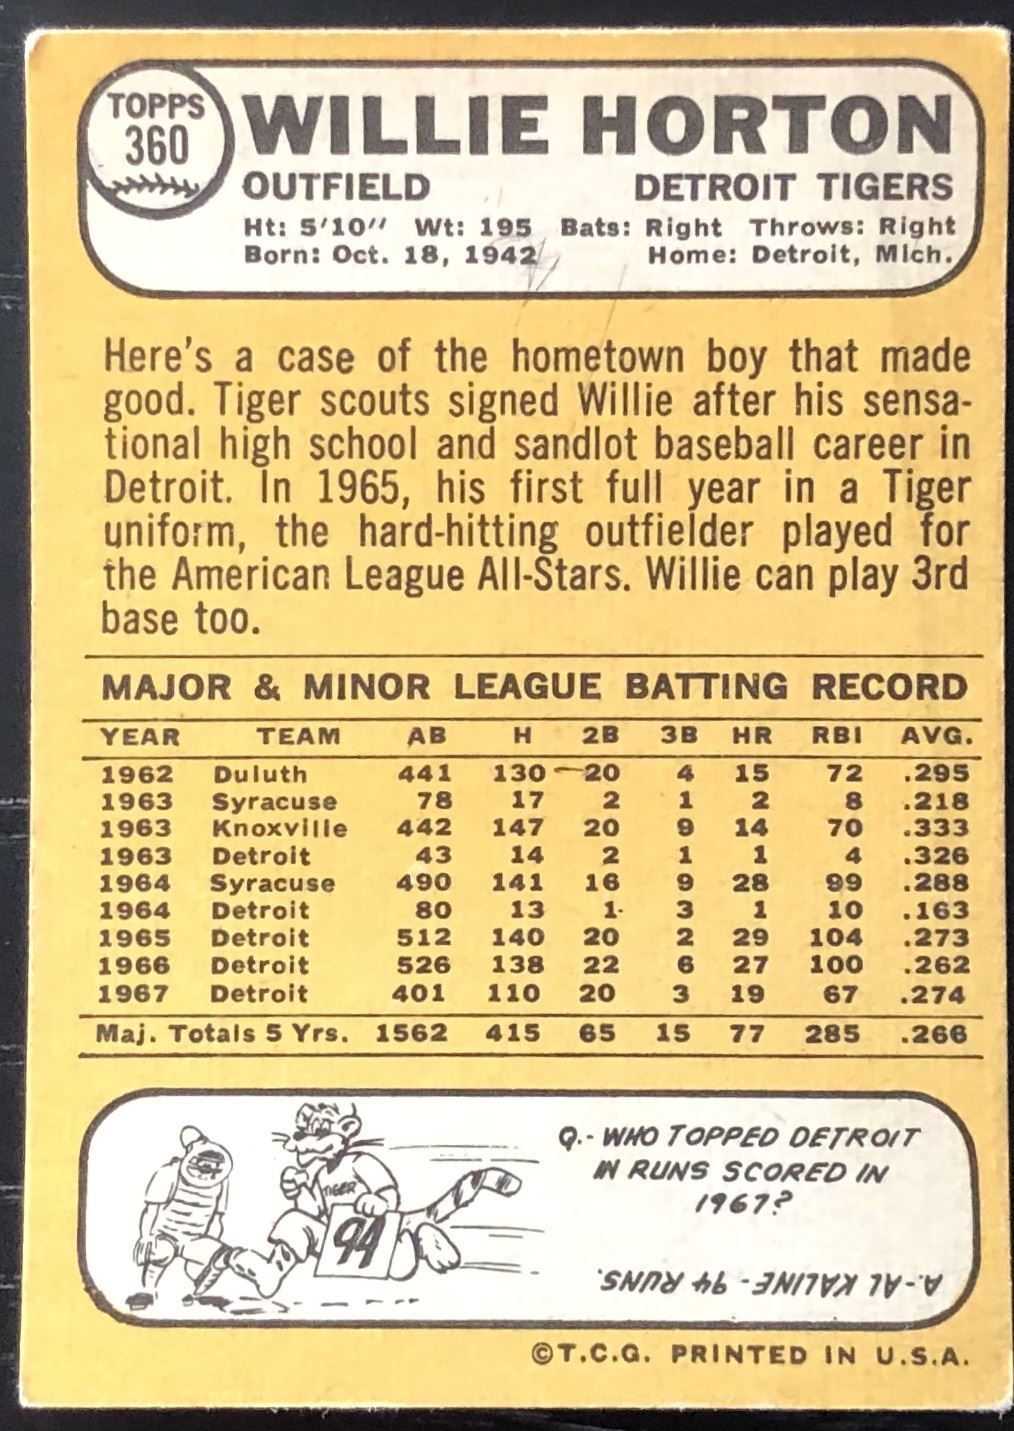 TOPPS
360
WILLIE HORTON
OUTFIELD DETROIT TIGERS
Ht: 5'10" Wt: 195 Bats: Right Throws: Right
Born: Oct. 18, 1942 Home: Detroit, Mich.
Here's a case of the hometown boy that made
good. Tiger scouts signed Willie after his sensa-
tional high school and sandlot baseball career in
Detroit. In 1965, his first full year in a Tiger
uniform, the hard-hitting outfielder played for
the American League All-Stars. Willie can play 3rd
base too.
MAJOR & MINOR LEAGUE BATTING RECORD
YEAR TEAM AB H 2B 3B HR RBI AVG.
1962 Duluth 441 130 20 4 15 72 .295
1963 Syracuse 78 17 2 1 2 8 .218
1963 Knoxville 442 147 20 9 14 70 .333
1963 Detroit 43 14 2 1 1 4 .326
1964 Syracuse 490 141 16 9 28 99 .288
1964 Detroit 80 13 1 3 1 10 .163
1965 Detroit 512 140 20 2 29 104 .273
1966 Detroit 526 138 22 6 27 100 .262
1967 Detroit 401 110 20 3 19 67 .274
Maj. Totals 5 Yrs. 1562 415 65 15 77 285 .266
TIGER
94
Q.- WHO TOPPED DETROIT
IN RUNS SCORED IN
1967?
A.-AL KALINE - 94 RUNS.
©T.C.G. PRINTED IN U.S.A.